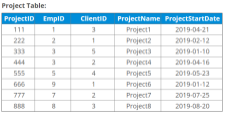 Project Table:
ProjectID EmpID ClientID ProjectName ProjectStartDate
111 1 3 Project1 2019-04-21
222 2 1 Project2 2019-02-12
333 3 5 Project3 2019-01-10
444 3 2 Project4 2019-04-16
555 5 4 Project5 2019-05-23
666 9 1 Project6 2019-01-12
777 7 2 Project7 2019-07-25
888 8 3 Project8 2019-08-20